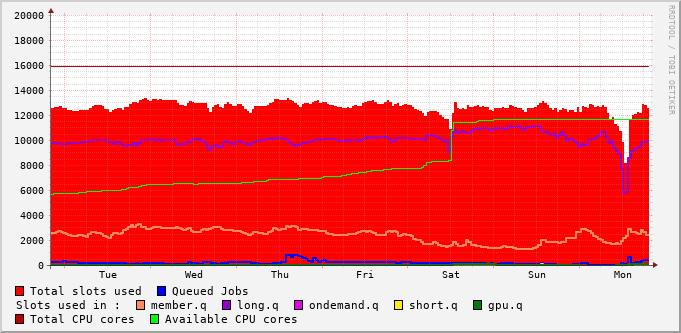 20000
18000
16000
14000
12000
10000
8000
6000
4000
2000
0
Tue Wed Thu Fri Sat Sun Mon
RRDTOOL / TOBI OETIKER
Total slots used Queued Jobs
Slots used in : member.q long.q ondemand.q short.q gpu.q
Total CPU cores Available CPU cores